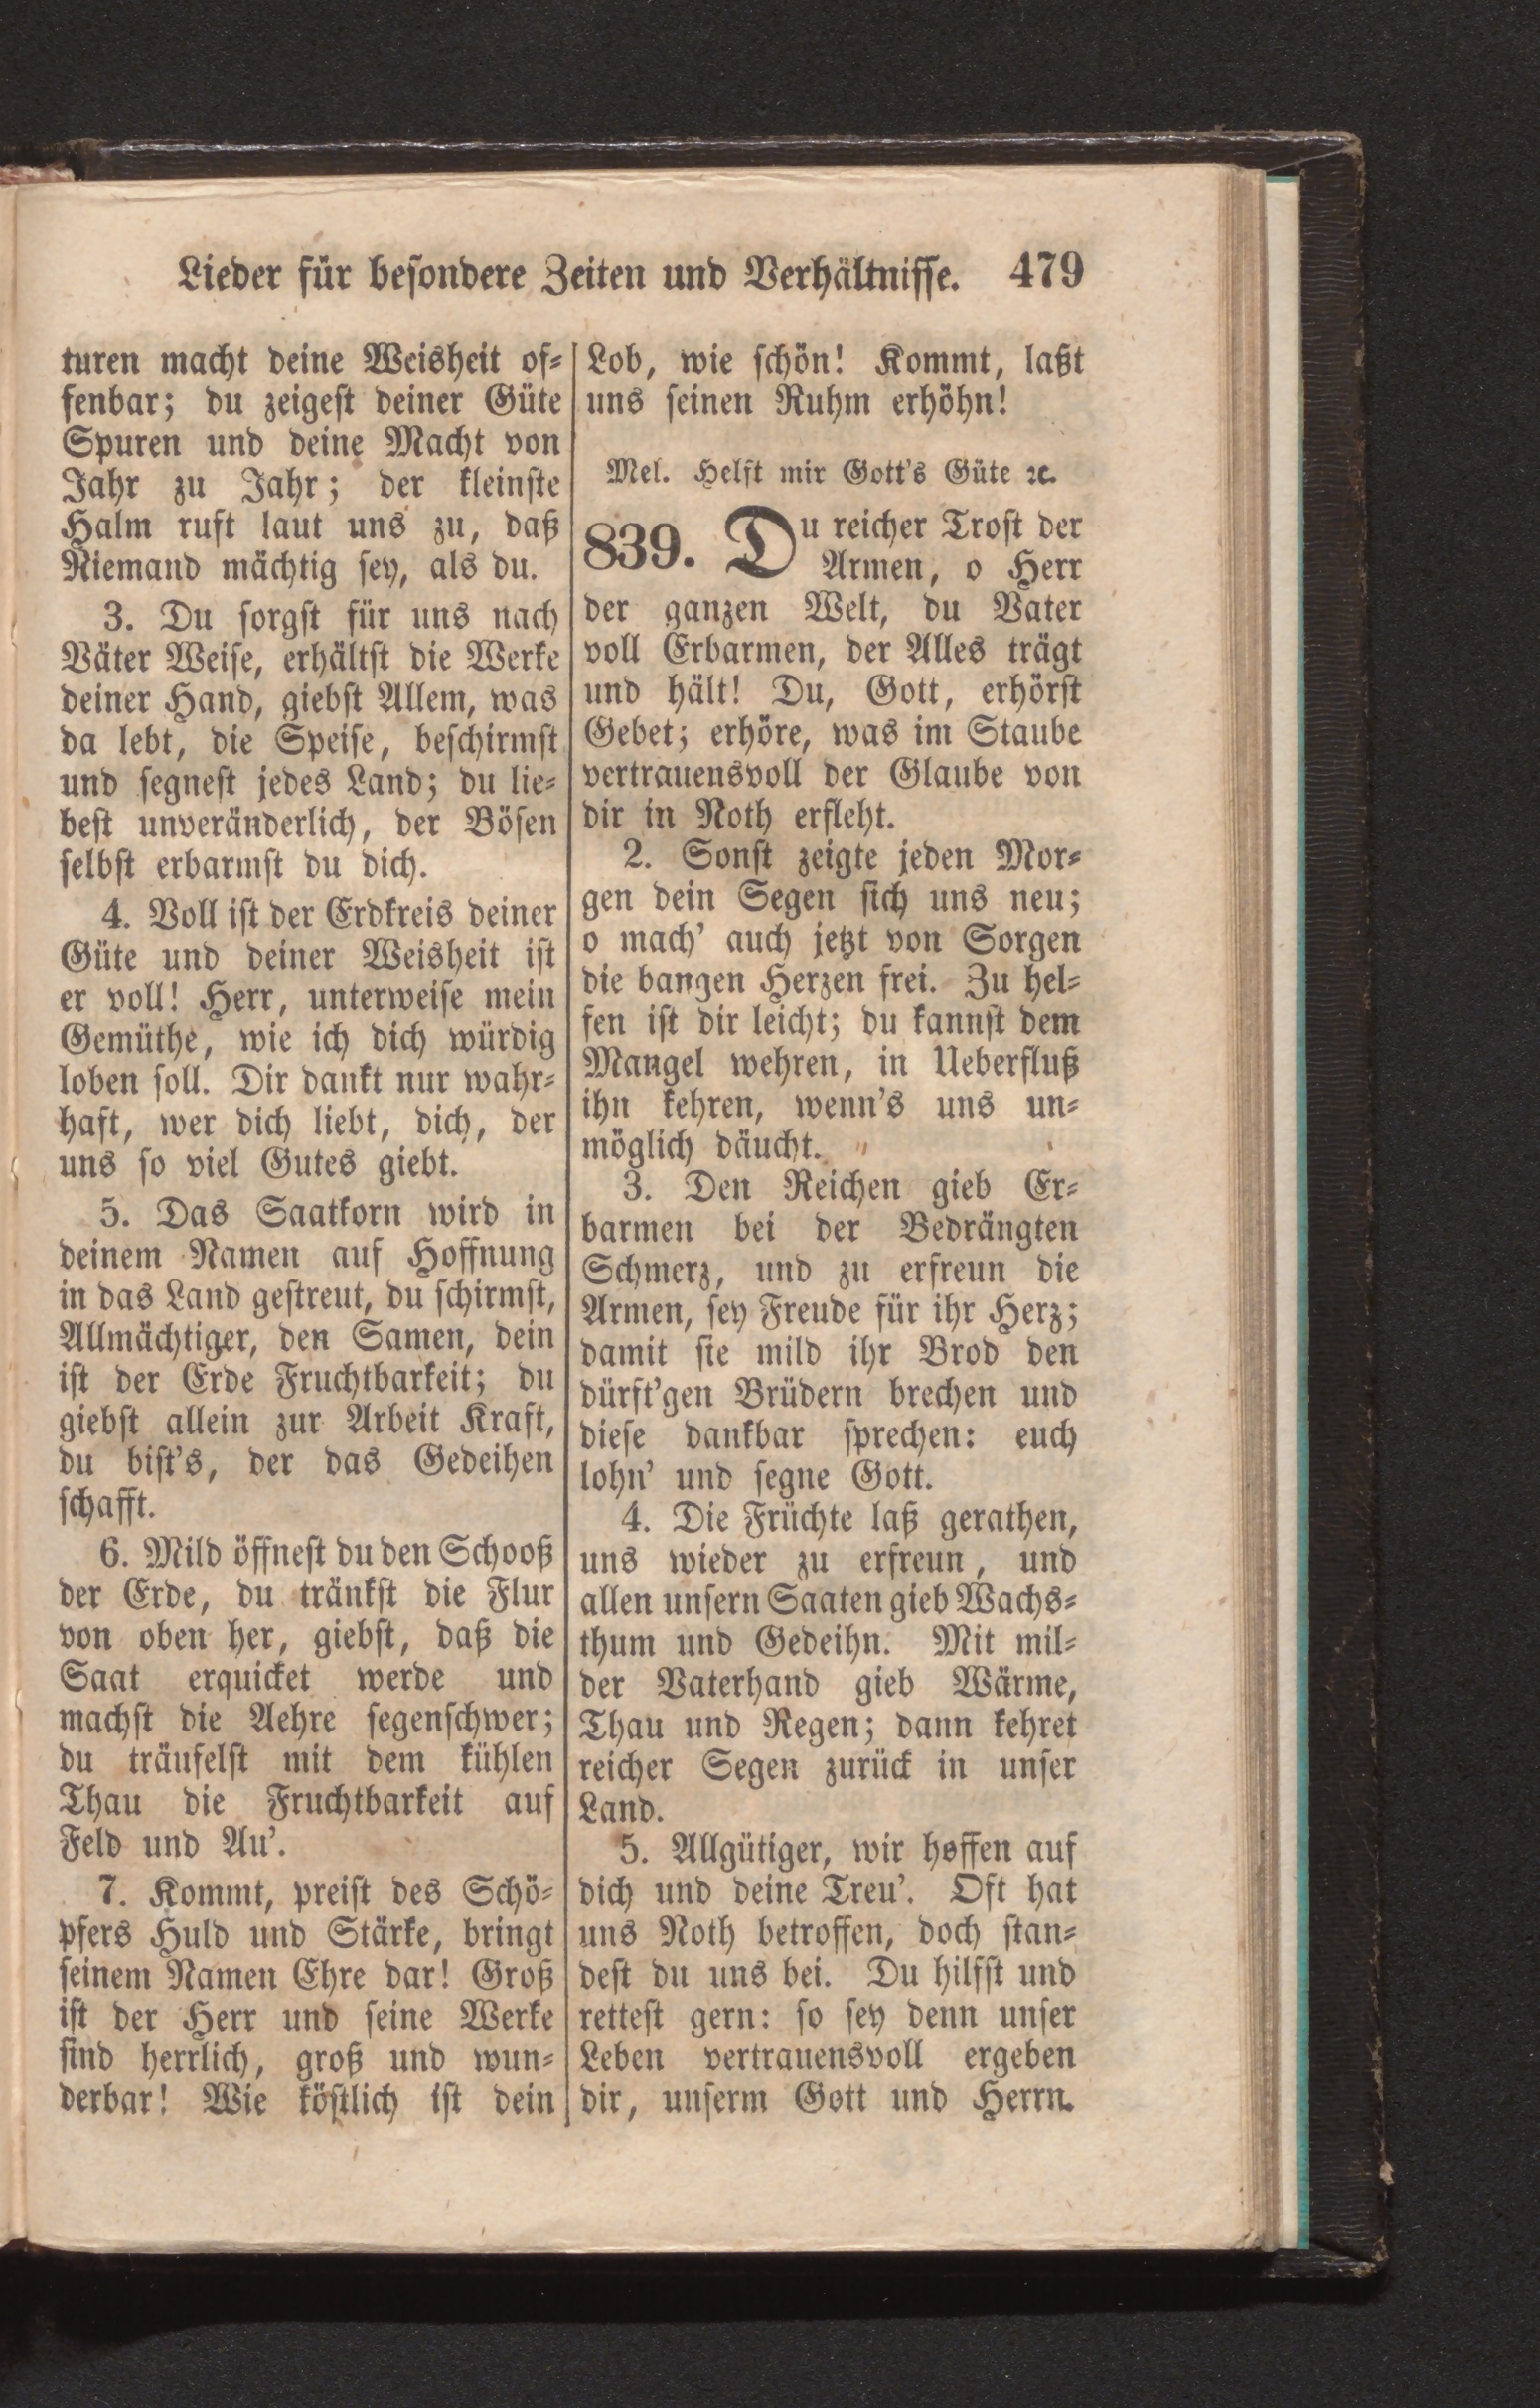 Lieder für besondere Zeiten und Verhältnisse. 479
turen macht deine Weisheit of-
fenbar; du zeigest deiner Güte
Spuren und deine Macht von
Jahr zu Jahr; der kleinste
Halm ruft laut uns zu, daß
Niemand mächtig sey, als du.
3. Du sorgst für uns nach
Väter Weise, erhältst die Werke
deiner Hand, giebst Allem, was
da lebt, die Speise, beschirmst
und segnest jedes Land; du lie-
best unveränderlich, der Bösen
selbst erbarmst du dich.
4. Voll ist der Erdkreis deiner
Güte und deiner Weisheit ist
er voll! Herr, unterweise mein
Gemüthe, wie ich dich würdig
loben soll. Dir dankt nur wahr-
haft, wer dich liebt, dich, der
uns so viel Gutes giebt.
5. Das Saatkorn wird in
deinem Namen auf Hoffnung
in das Land gestreut, du schirmst,
Allmächtiger, den Samen, dein
ist der Erde Fruchtbarkeit; du
giebst allein zur Arbeit Kraft,
du bist's, der das Gedeihen
schafft.
6. Mild öffnest du den Schooß
der Erde, du tränkst die Flur
von oben her, giebst, daß die
Saat erquicket werde und
machst die Aehre segenschwer;
du träufelst mit dem kühlen
Thau die Fruchtbarkeit auf
Feld und Au'.
7. Kommt, preist des Schö-
pfers Huld und Stärke, bringt
seinem Namen Ehre dar! Groß
ist der Herr und seine Werke
sind herrlich, groß und wun-
derbar! Wie köstlich ist dein
Lob, wie schön! Kommt, laßt
uns seinen Ruhm erhöhn!
Mel. Helft mir Gott's Güte ꝛc.
839. Du reicher Trost der
Armen, o Herr
der ganzen Welt, du Vater
voll Erbarmen, der Alles trägt
und hält! Du, Gott, erhörst
Gebet; erhöre, was im Staube
vertrauensvoll der Glaube von
dir in Noth erfleht.
2. Sonst zeigte jeden Mor-
gen dein Segen sich uns neu;
o mach' auch jetzt von Sorgen
die bangen Herzen frei. Zu hel-
fen ist dir leicht; du kannst dem
Mangel wehren, in Ueberfluß
ihn kehren, wenn's uns un-
möglich däucht.
3. Den Reichen gieb Er-
barmen bei der Bedrängten
Schmerz, und zu erfreun die
Armen, sey Freude für ihr Herz;
damit sie mild ihr Brod den
dürft'gen Brüdern brechen und
diese dankbar sprechen: euch
lohn' und segne Gott.
4. Die Früchte laß gerathen,
uns wieder zu erfreun, und
allen unsern Saaten gieb Wachs-
thum und Gedeihn. Mit mil-
der Vaterhand gieb Wärme,
Thau und Regen; dann kehret
reicher Segen zurück in unser
Land.
5. Allgütiger, wir hoffen auf
dich und deine Treu'. Oft hat
uns Noth betroffen, doch stan-
dest du uns bei. Du hilfst und
rettest gern: so sey denn unser
Leben vertrauensvoll ergeben
dir, unserm Gott und Herrn.